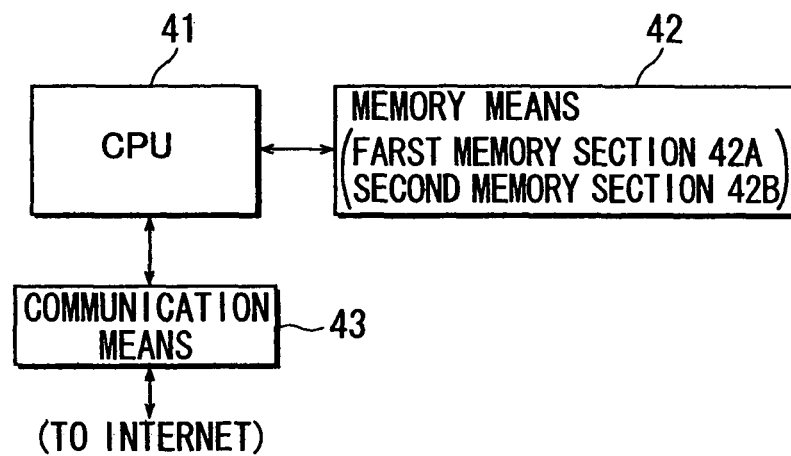 41
42
CPU
MEMORY MEANS
(FARST MEMORY SECTION 42A
SECOND MEMORY SECTION 42B)
COMMUNICATION
MEANS
43
(TO INTERNET)